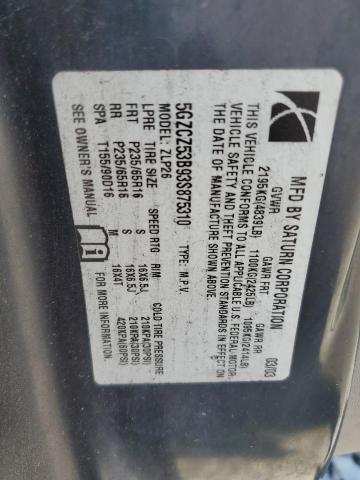 MFD BY SATURN CORPORATION 03/03
GVWR GAWR FRT GAWR RR
2195KG(4839LB) 1100KG(2425LB) 1095KG(2414LB)
THIS VEHICLE CONFORMS TO ALL APPLICABLE U.S. FEDERAL MOTOR
VEHICLE SAFETY AND THEFT PREVENTION STANDARDS IN EFFECT ON
THE DATE OF MANUFACTURE SHOWN ABOVE.
5GZCZ53B93S875310 TYPE: M.P.V.
MODEL: ZLP26
LPRE TIRE SIZE SPEED RTG RIM COLD TIRE PRESSURE
FRT P235/65R16 S 16X6.5J 210KPA(30PSI)
RR P235/65R16 S 16X6.5J 210KPA(30PSI)
SPA T155/90D16 M 16X4T 420KPA(60PSI)
SEE OWNER'S MANUAL FOR MORE INFORMATION